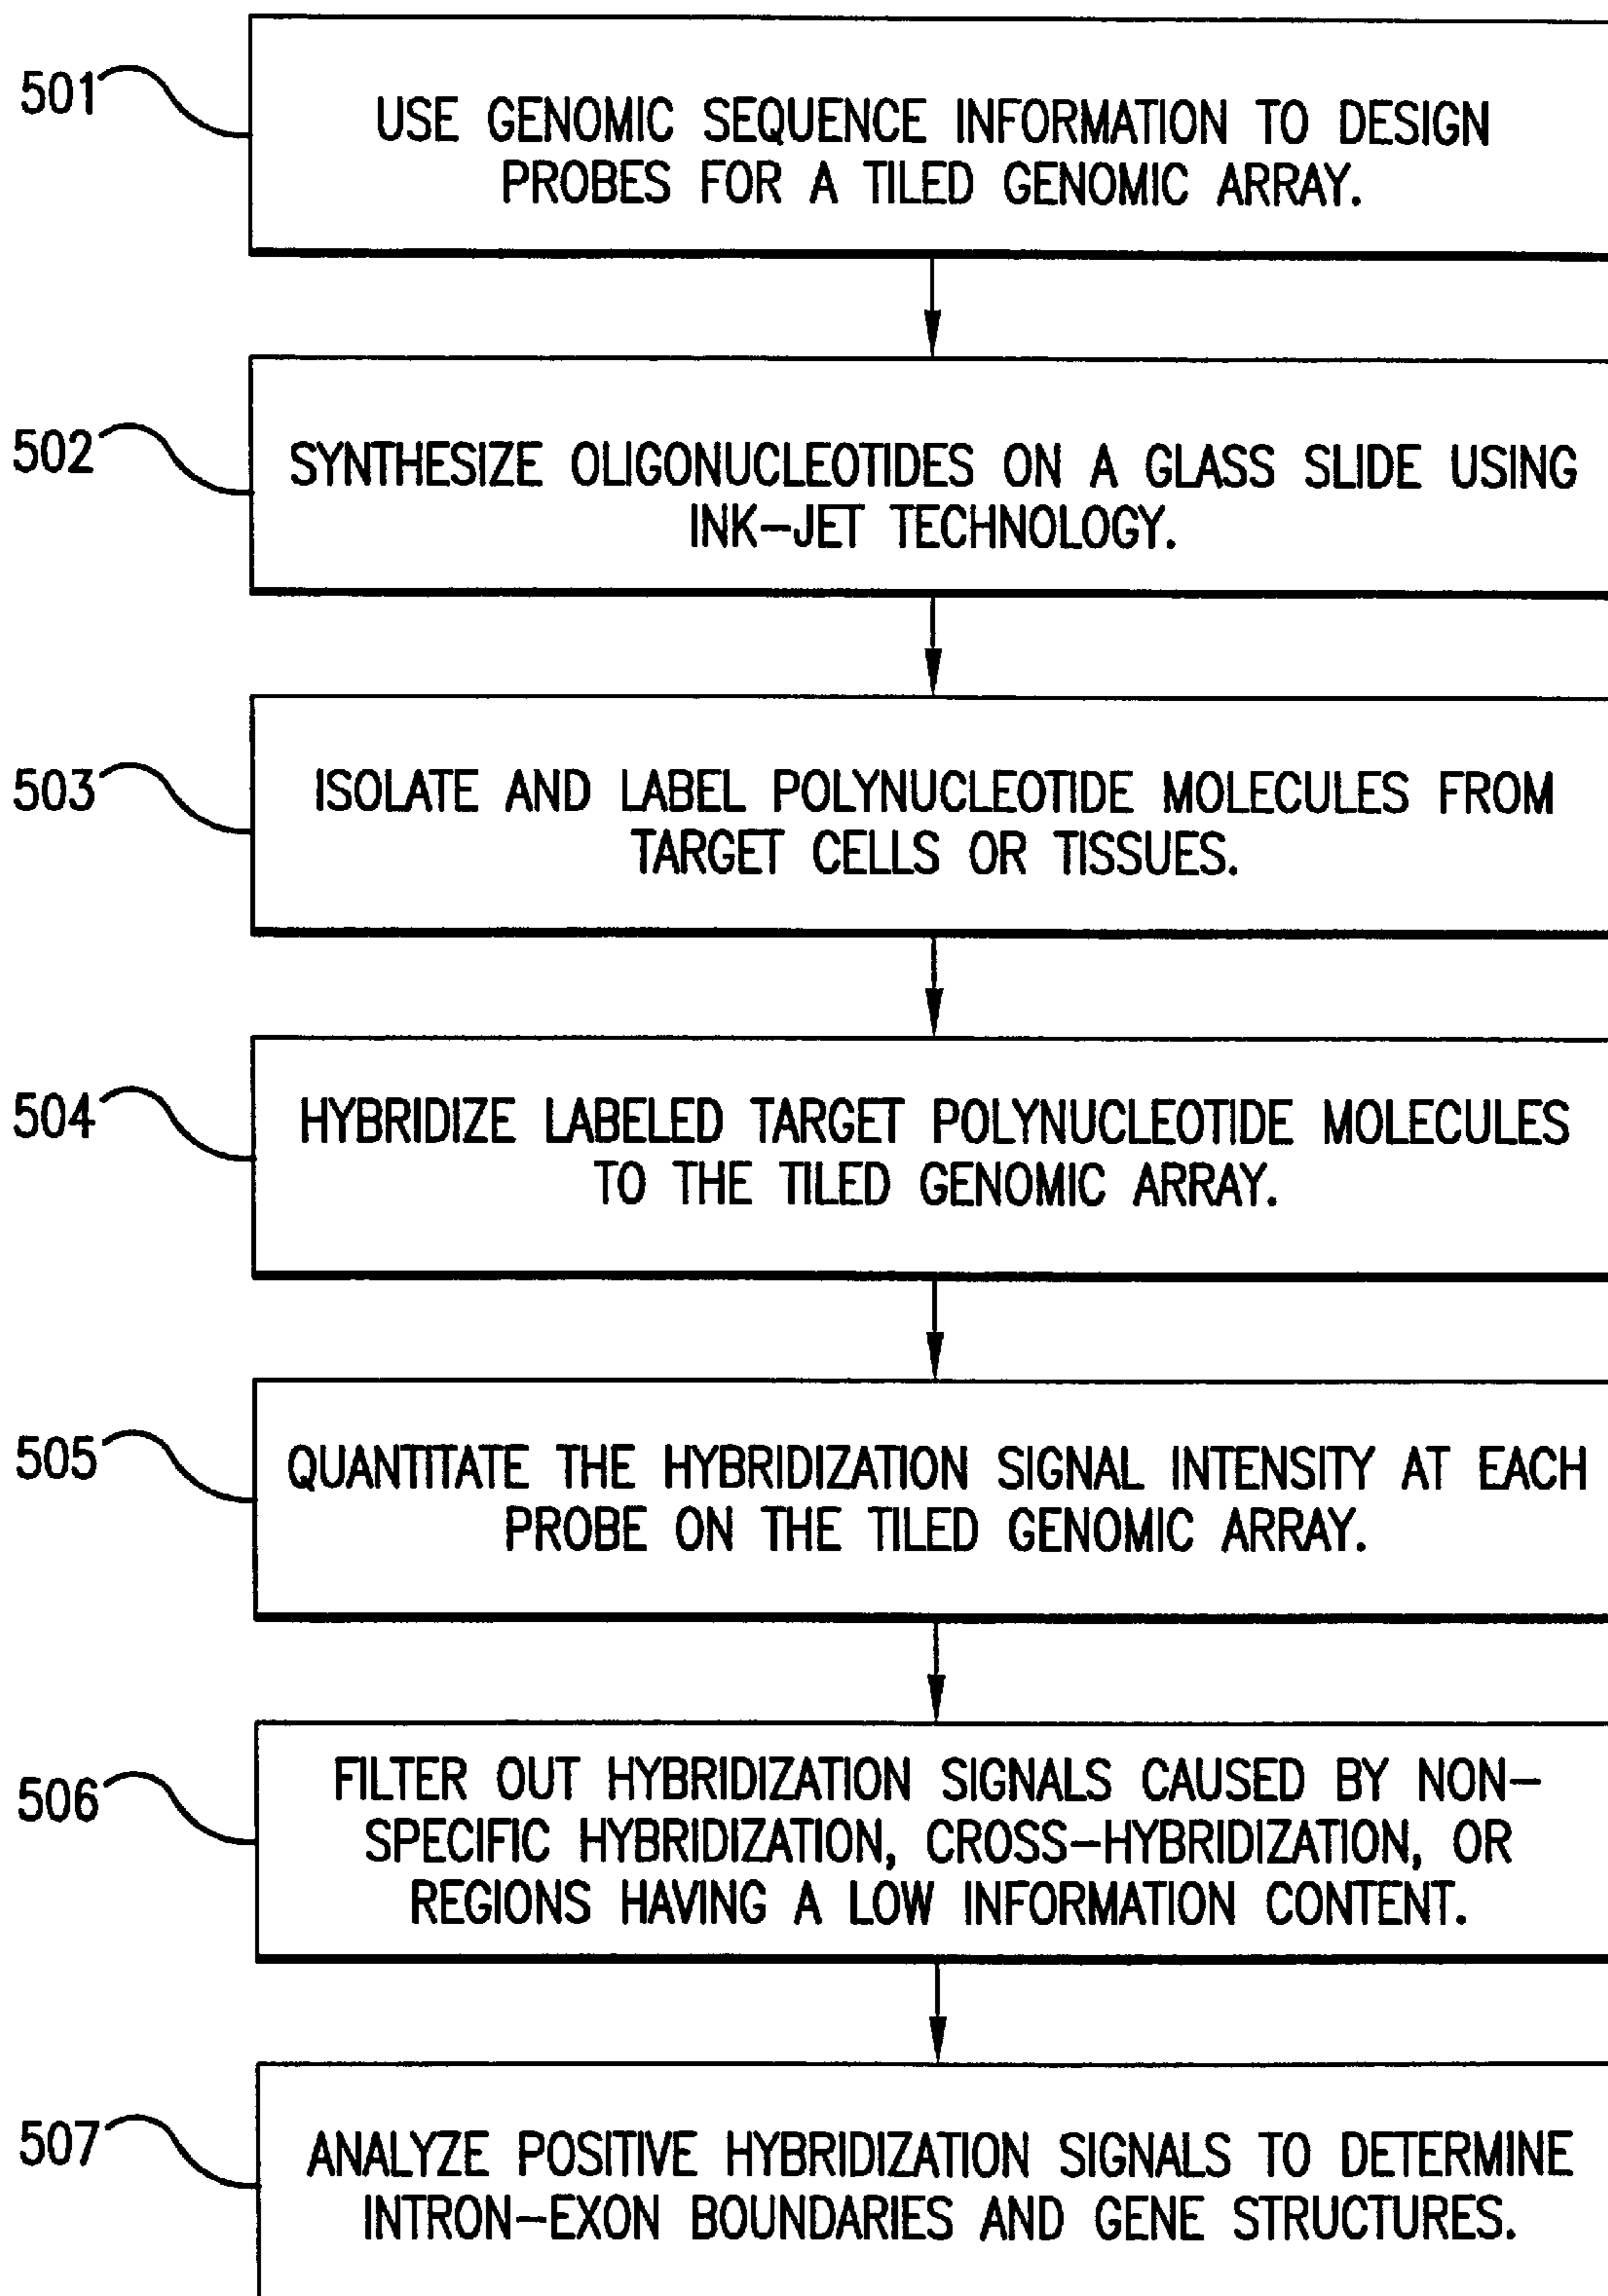 501
USE GENOMIC SEQUENCE INFORMATION TO DESIGN
PROBES FOR A TILED GENOMIC ARRAY.
502
SYNTHESIZE OLIGONUCLEOTIDES ON A GLASS SLIDE USING
INK-JET TECHNOLOGY.
503
ISOLATE AND LABEL POLYNUCLEOTIDE MOLECULES FROM
TARGET CELLS OR TISSUES.
504
HYBRIDIZE LABELED TARGET POLYNUCLEOTIDE MOLECULES
TO THE TILED GENOMIC ARRAY.
505
QUANTITATE THE HYBRIDIZATION SIGNAL INTENSITY AT EACH
PROBE ON THE TILED GENOMIC ARRAY.
506
FILTER OUT HYBRIDIZATION SIGNALS CAUSED BY NON-
SPECIFIC HYBRIDIZATION, CROSS-HYBRIDIZATION, OR
REGIONS HAVING A LOW INFORMATION CONTENT.
507
ANALYZE POSITIVE HYBRIDIZATION SIGNALS TO DETERMINE
INTRON-EXON BOUNDARIES AND GENE STRUCTURES.